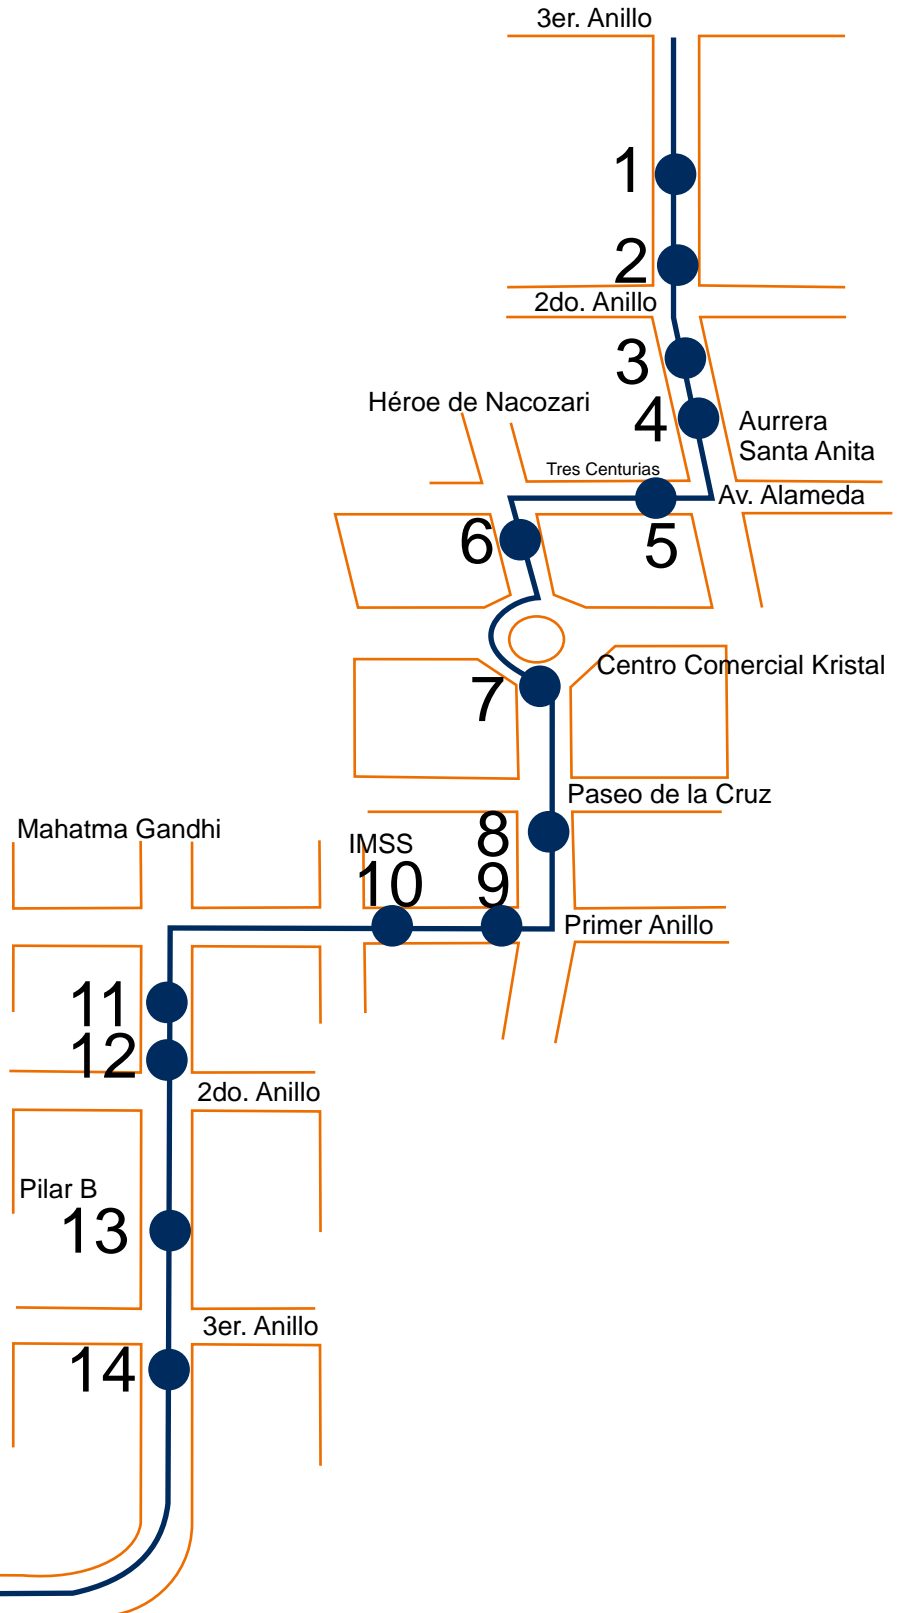 3er. Anillo
1
2
2do. Anillo
3
Héroe de Nacozari
4
Aurrera
Santa Anita
Tres Centurias
Av. Alameda
6
5
Centro Comercial Kristal
7
Paseo de la Cruz
Mahatma Gandhi
8
IMSS
10
9
Primer Anillo
11
12
2do. Anillo
Pilar B
13
3er. Anillo
14